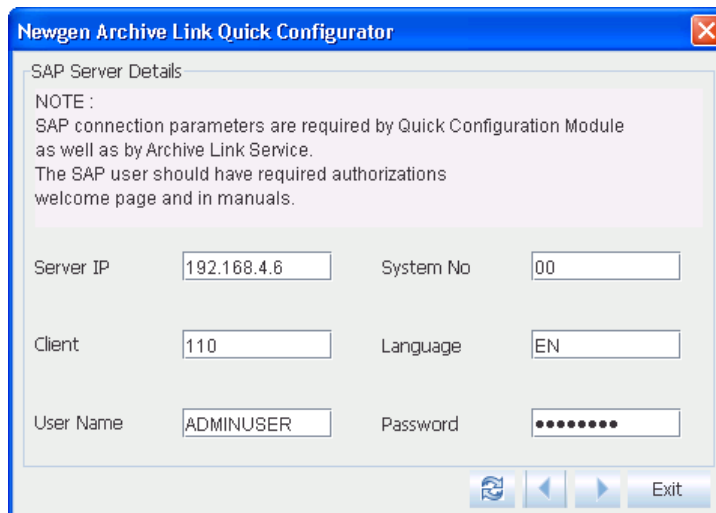 Newgen Archive Link Quick Configurator
SAP Server Details
NOTE :
SAP connection parameters are required by Quick Configuration Module
as well as by Archive Link Service.
The SAP user should have required authorizations
welcome page and in manuals.
Server IP 192.168.4.6 System No 00
Client 110 Language EN
User Name ADMINUSER Password ●●●●●●●●
Exit